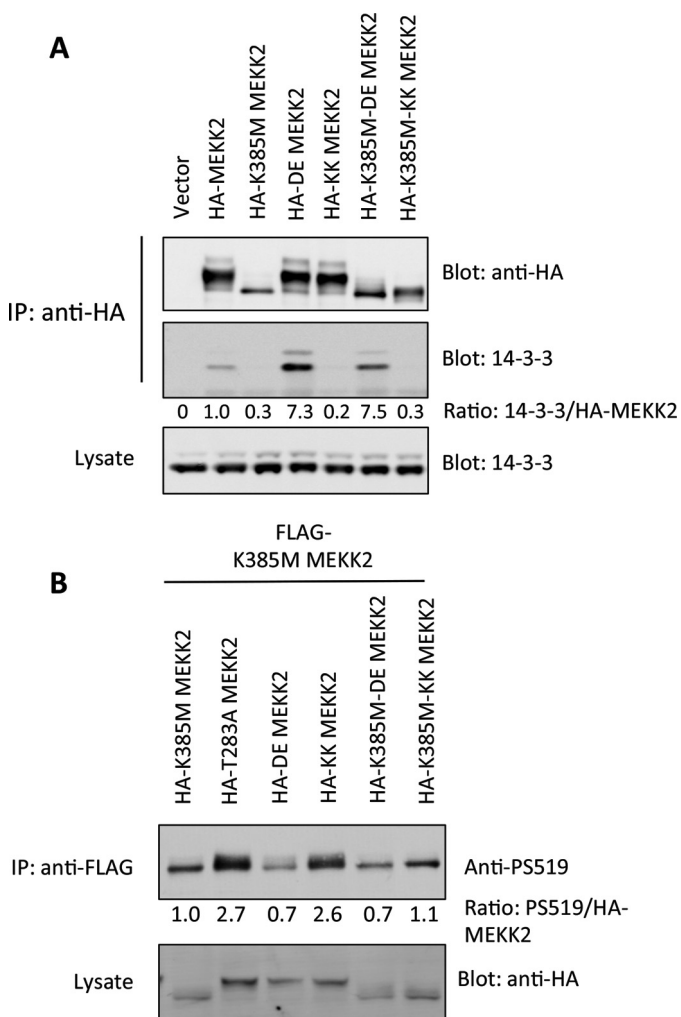 A
Vector
HA-MEKK2
HA-K385M MEKK2
HA-DE MEKK2
HA-KK MEKK2
HA-K385M-DE MEKK2
HA-K385M-KK MEKK2
IP: anti-HA
Blot: anti-HA
Blot: 14-3-3
0 1.0 0.3 7.3 0.2 7.5 0.3 Ratio: 14-3-3/HA-MEKK2
Lysate
Blot: 14-3-3
FLAG-
K385M MEKK2
B
HA-K385M MEKK2
HA-T283A MEKK2
HA-DE MEKK2
HA-KK MEKK2
HA-K385M-DE MEKK2
HA-K385M-KK MEKK2
IP: anti-FLAG
Anti-PS519
1.0 2.7 0.7 2.6 0.7 1.1 Ratio: PS519/HA-
MEKK2
Lysate
Blot: anti-HA